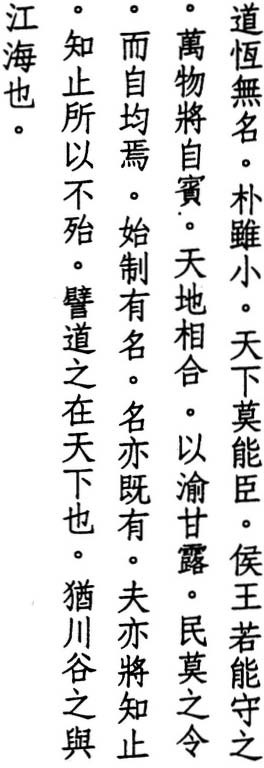 道恆無名。朴雖小。天下莫能臣。侯王若能守之
。萬物將自賓。天地相合。以渝甘露。民莫之令
。而自均焉。始制有名。名亦既有。夫亦將知止
。知止所以不殆。譬道之在天下也。猶川谷之與
江海也。